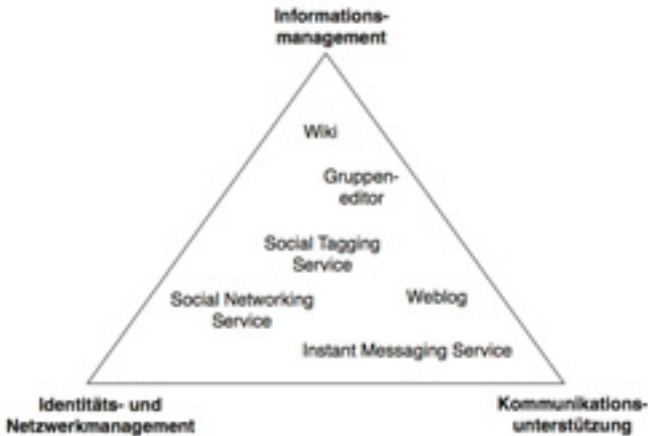 Informations-
management
Wiki
Gruppen-
editor
Social Tagging
Service
Social Networking
Service
Weblog
Instant Messaging Service
Identitäts- und
Netzwerkmanagement
Kommunikations-
unterstützung